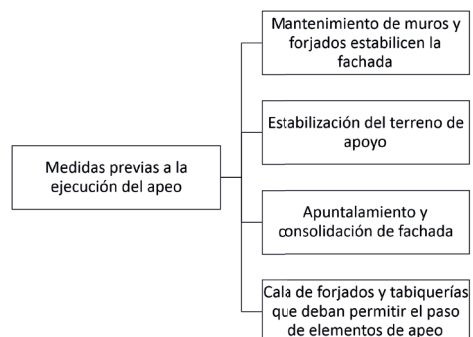 Mantenimiento de muros y
forjados estabilicen la
fachada
Estabilización del terreno de
apoyo
Medidas previas a la
ejecución del apeo
Apuntalamiento y
consolidación de fachada
Cala de forjados y tabiquerías
que deban permitir el paso
de elementos de apeo